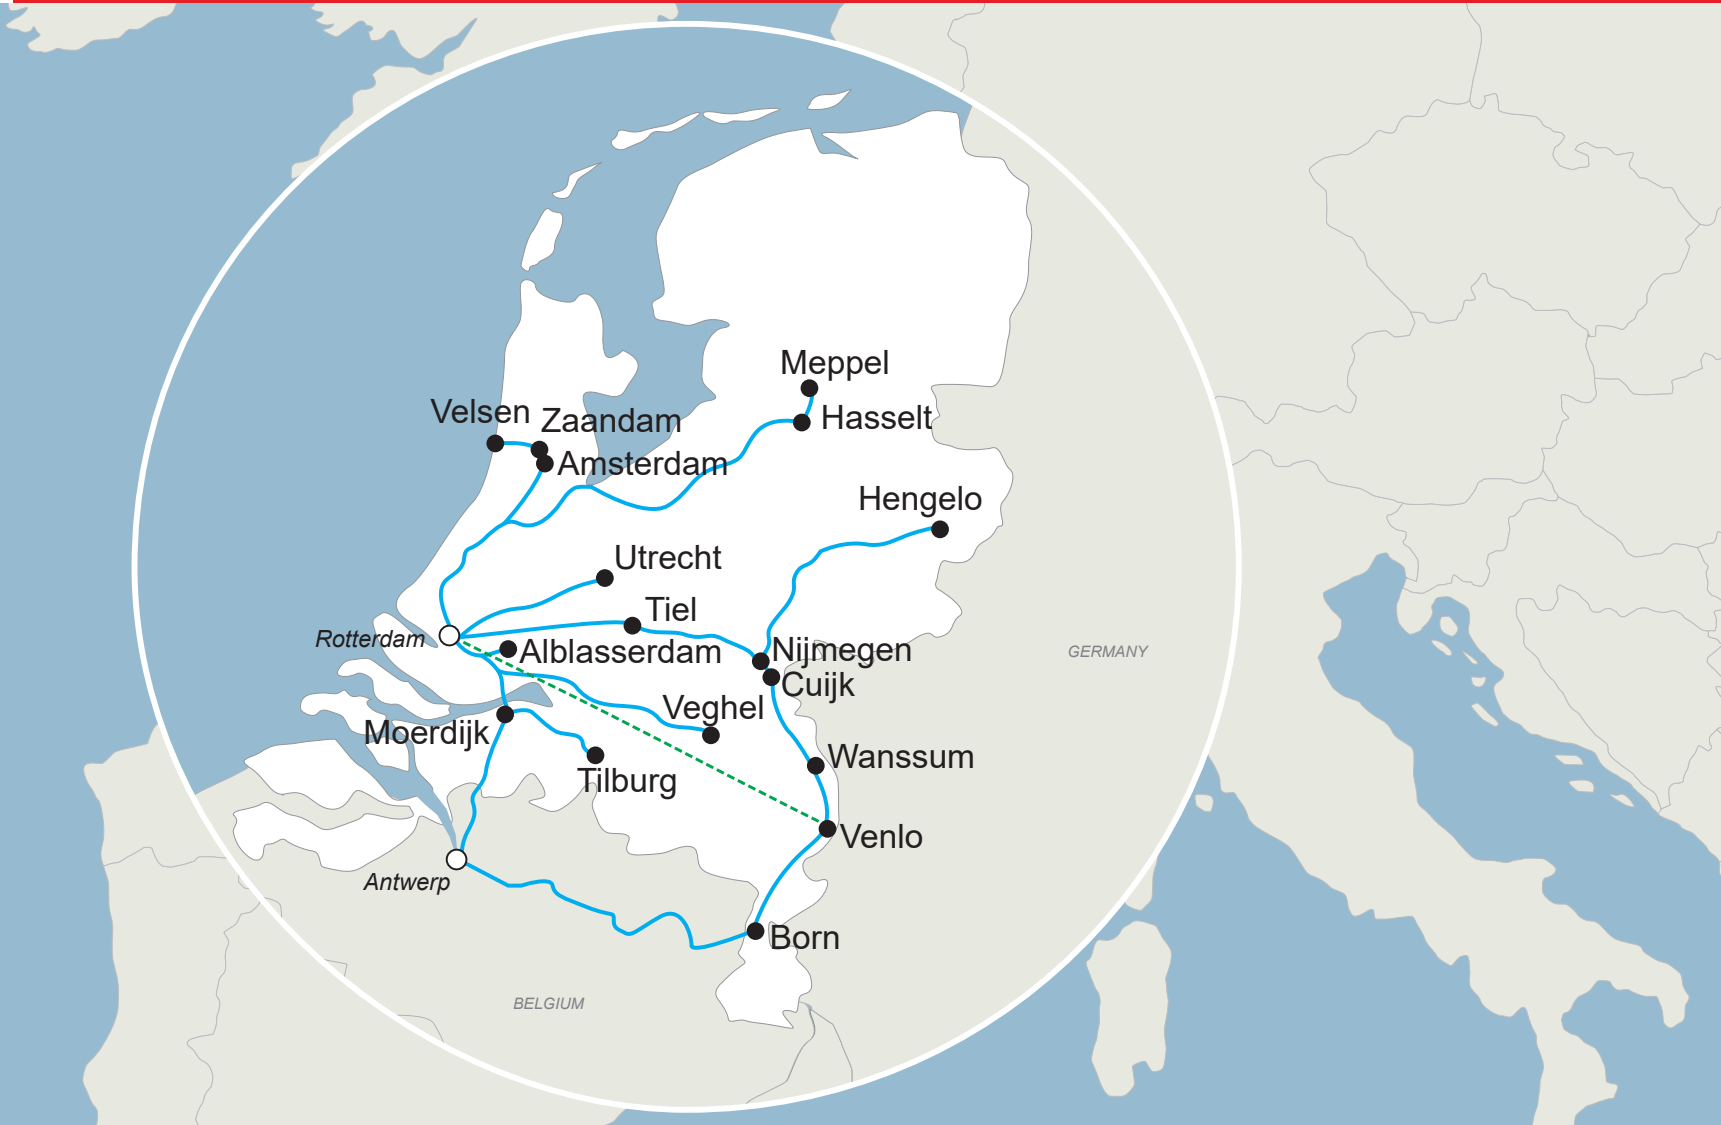 Meppel
Velsen
Zaandam
Hasselt
Amsterdam
Hengelo
Utrecht
Tiel
Rotterdam
Alblasserdam
Nijmegen
GERMANY
Cuijk
Veghel
Moerdijk
Wanssum
Tilburg
Venlo
Antwerp
Born
BELGIUM